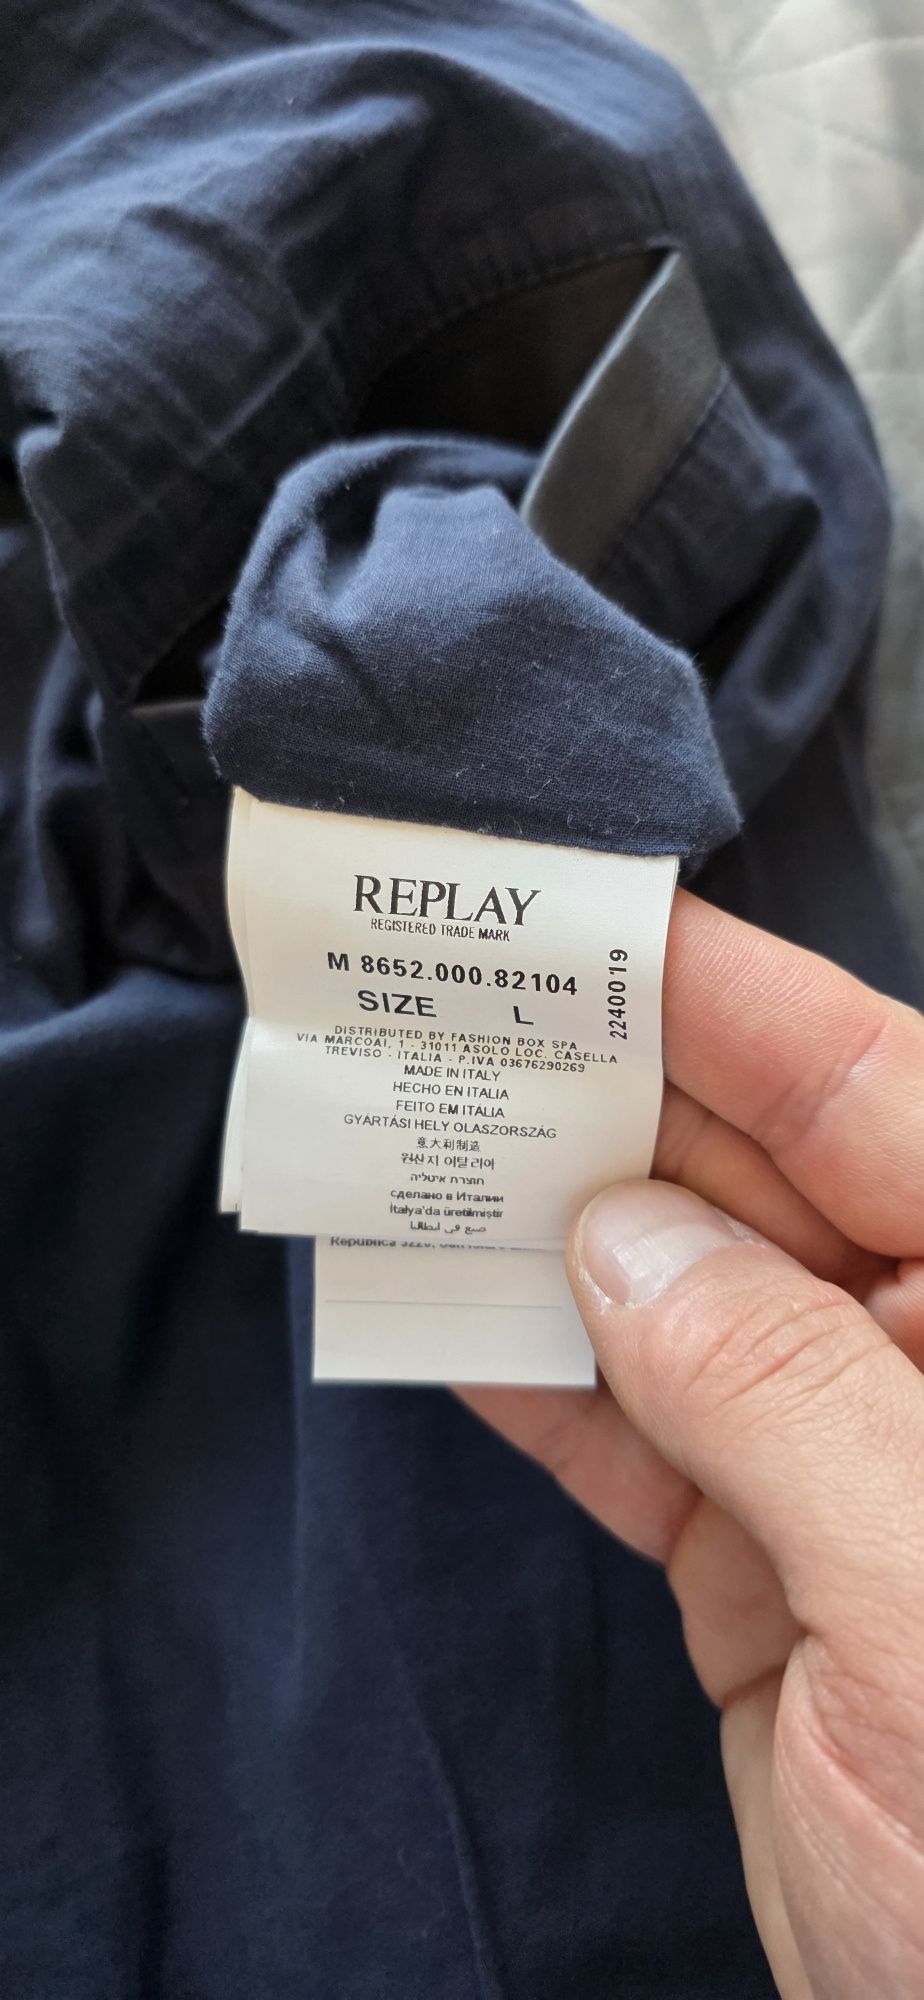 REPLAY
REGISTERED TRADE MARK
M 8652.000.82104
SIZE L
2240019
DISTRIBUTED BY FASHION BOX SPA
VIA MARCOAI, 1 - 31011 ASOLO LOC. CASELLA
TREVISO - ITALIA - P.IVA 03676290269
MADE IN ITALY
HECHO EN ITALIA
FEITO EM ITÁLIA
GYÁRTÁSI HELY OLASZORSZÁG
意大利制造
원산지 이탈리아
תוצרת איטליה
сделано в Италии
İtalya'da üretilmiştir
صنع في ايطاليا